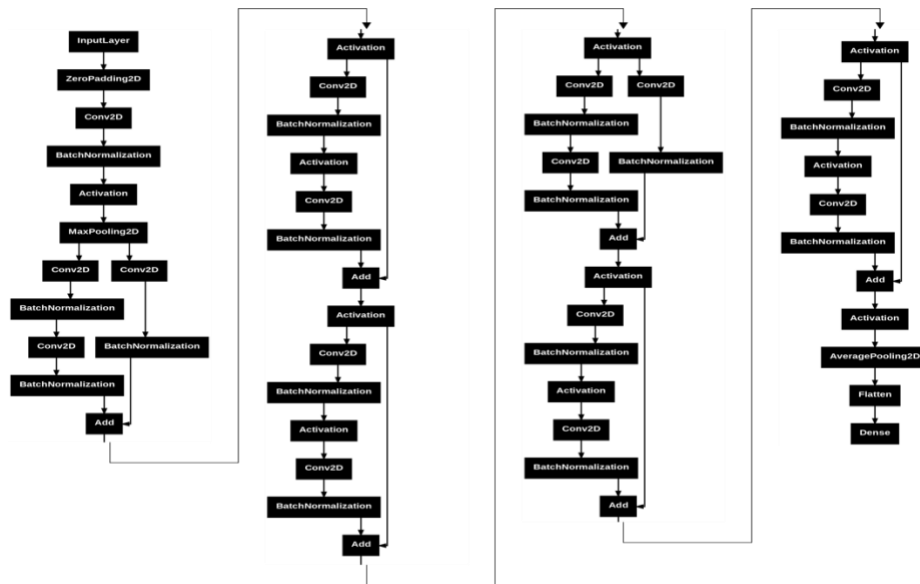 InputLayer
ZeroPadding2D
Conv2D
BatchNormalization
Activation
MaxPooling2D
Conv2D Conv2D
BatchNormalization
Conv2D BatchNormalization
BatchNormalization
Add
Activation
Conv2D
BatchNormalization
Activation
Conv2D
BatchNormalization
Add
Activation
Conv2D
BatchNormalization
Activation
Conv2D
BatchNormalization
Add
Activation
Conv2D Conv2D
BatchNormalization
Conv2D BatchNormalization
BatchNormalization
Add
Activation
Conv2D
BatchNormalization
Activation
Conv2D
BatchNormalization
Add
Activation
Conv2D
BatchNormalization
Activation
Conv2D
BatchNormalization
Add
Activation
AveragePooling2D
Flatten
Dense